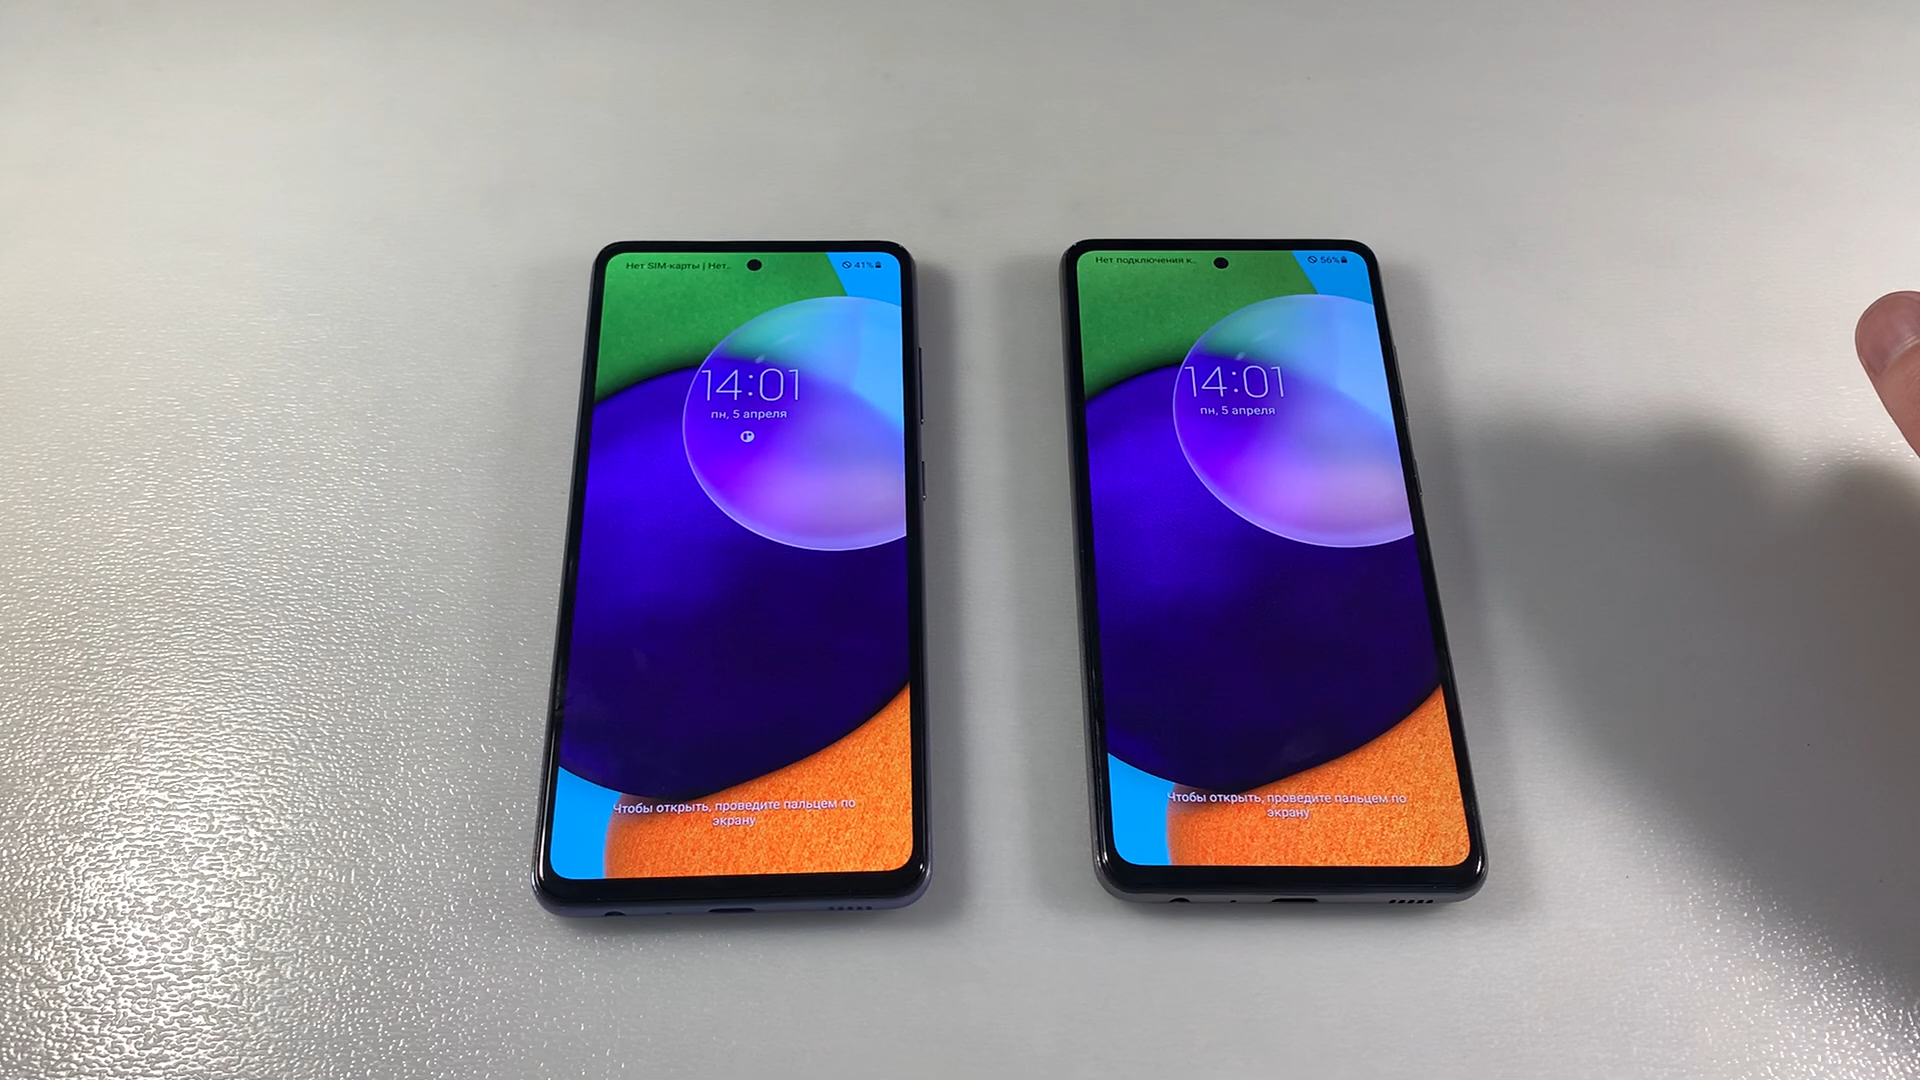 Нет SIM-карты | Нет..
41%
14:01
пн, 5 апреля
Чтобы открыть, проведите пальцем по
экрану
Нет подключения к..
56%
14:01
пн, 5 апреля
Чтобы открыть, проведите пальцем по
экрану